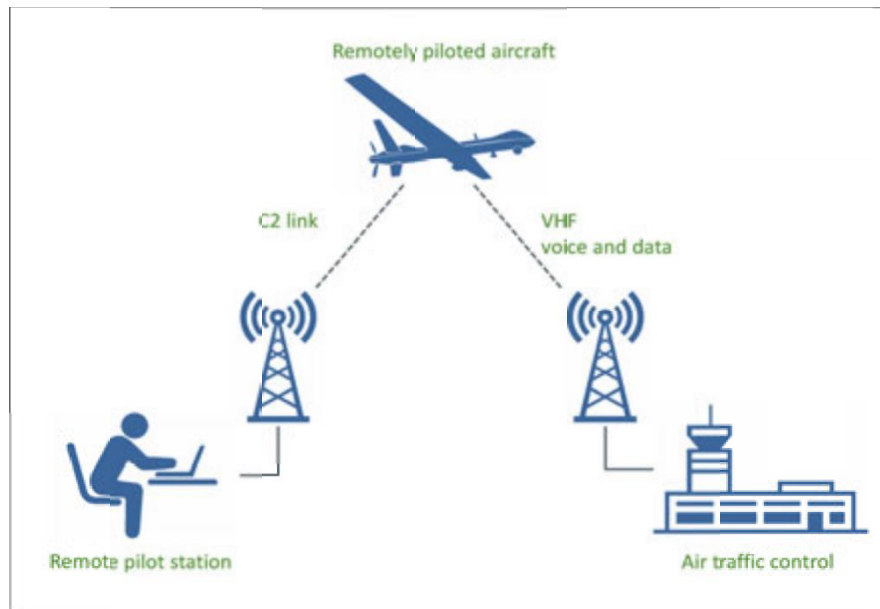 Remotely piloted aircraft
C2 link
VHF
voice and data
Remote pilot station
Air traffic control